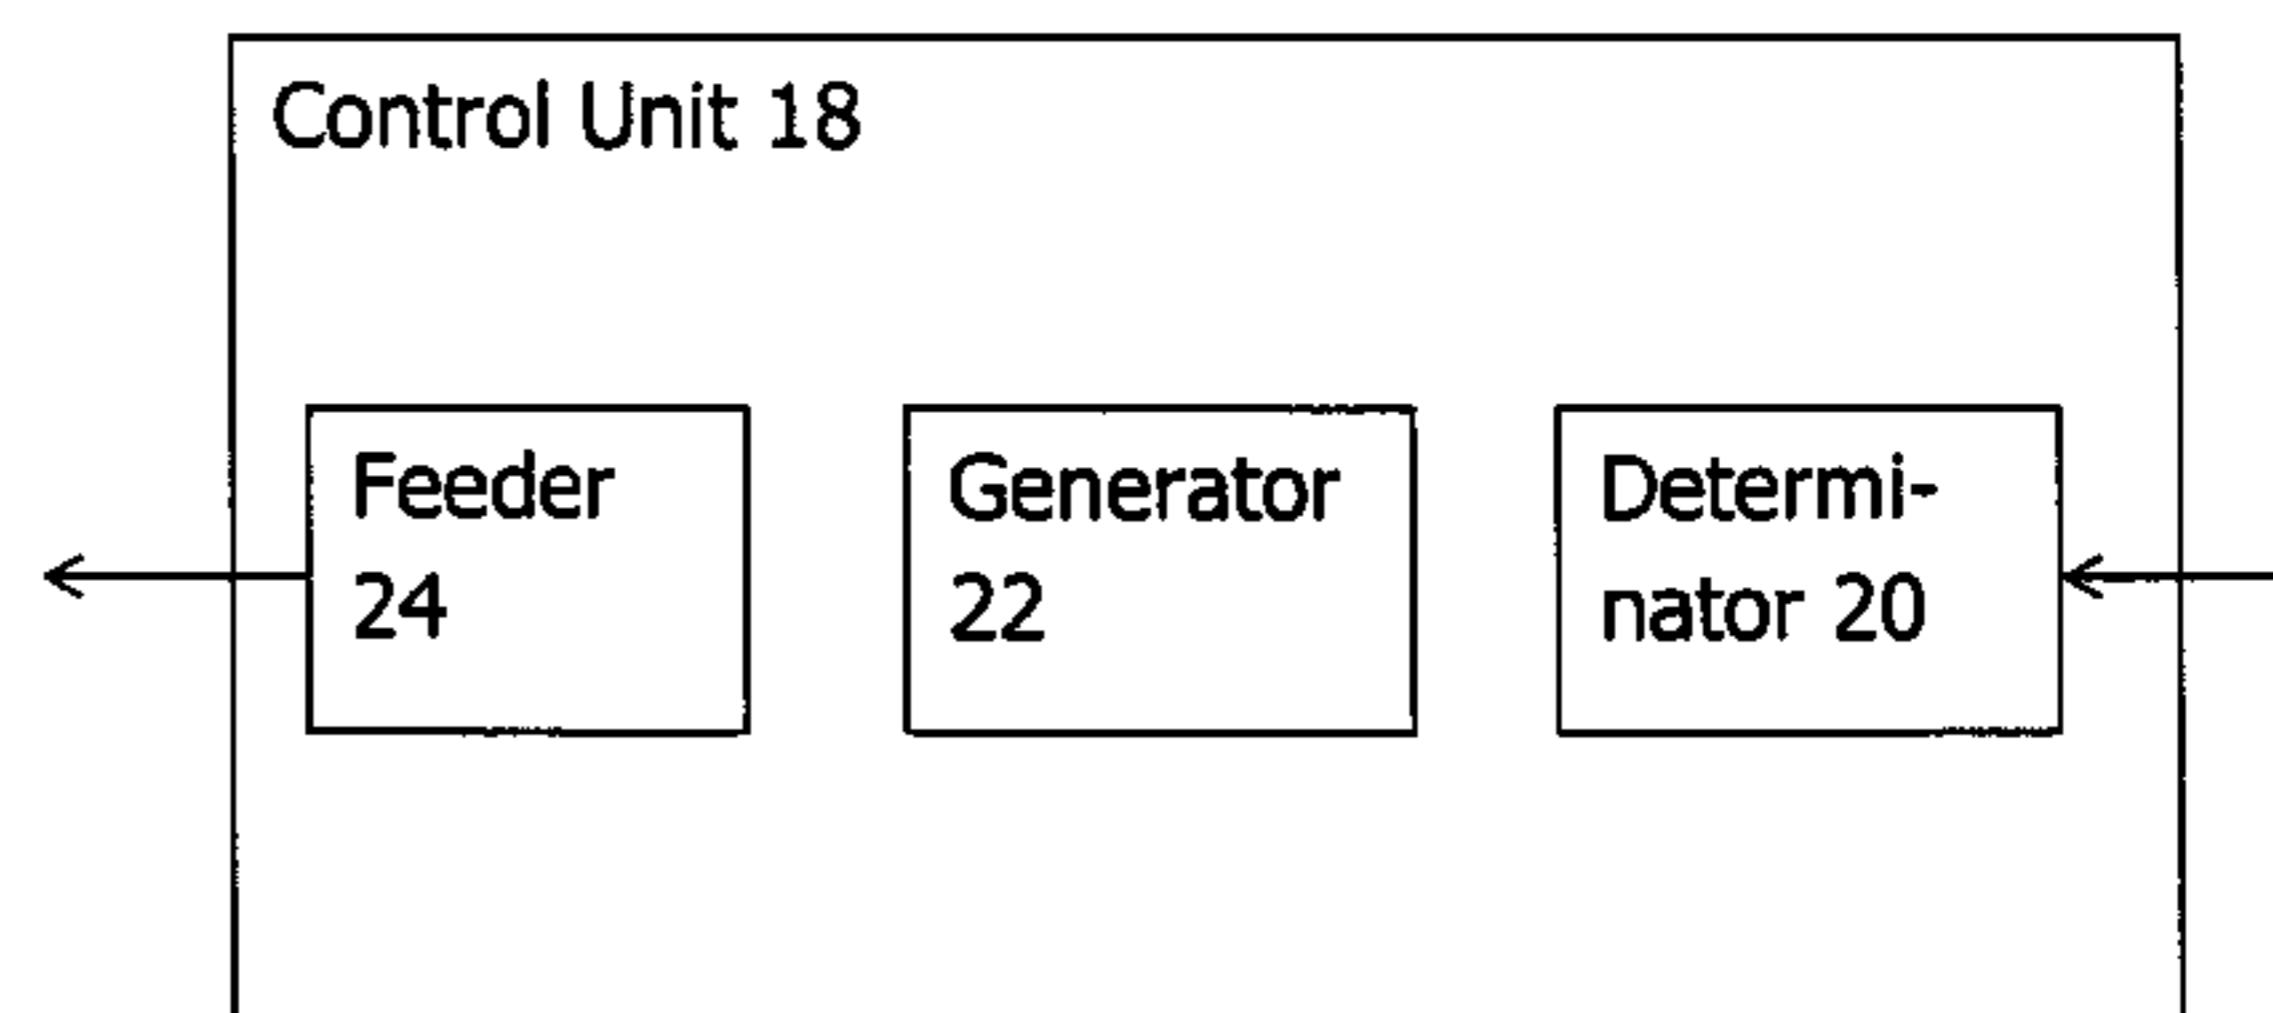 Control Unit 18
Feeder
24
Generator
22
Determi-
nator 20